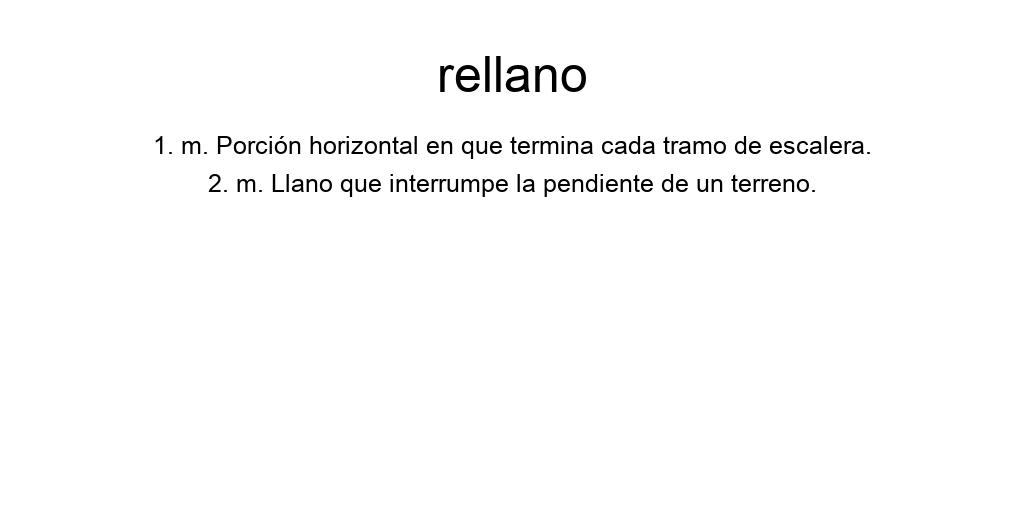 rellano
1. m. Porción horizontal en que termina cada tramo de escalera.
2. m. Llano que interrumpe la pendiente de un terreno.